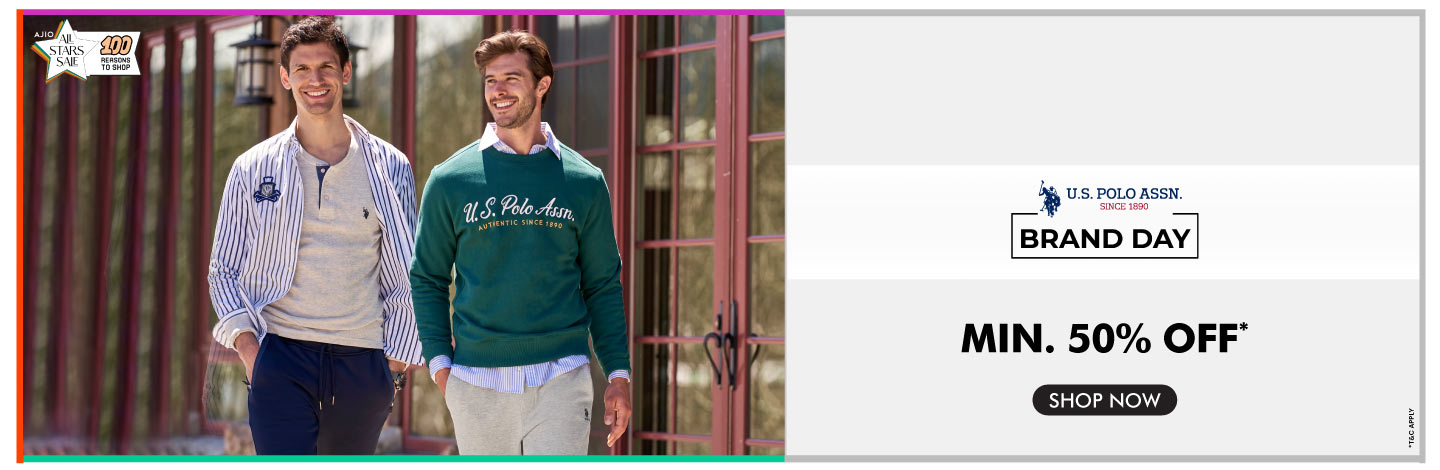 AJIO
ALL
STARS
SALE
100
REASONS
TO SHOP
U.S. Polo Assn.
AUTHENTIC SINCE 1890
U.S. POLO ASSN.
SINCE 1890
BRAND DAY
MIN. 50% OFF*
SHOP NOW
*T&C APPLY